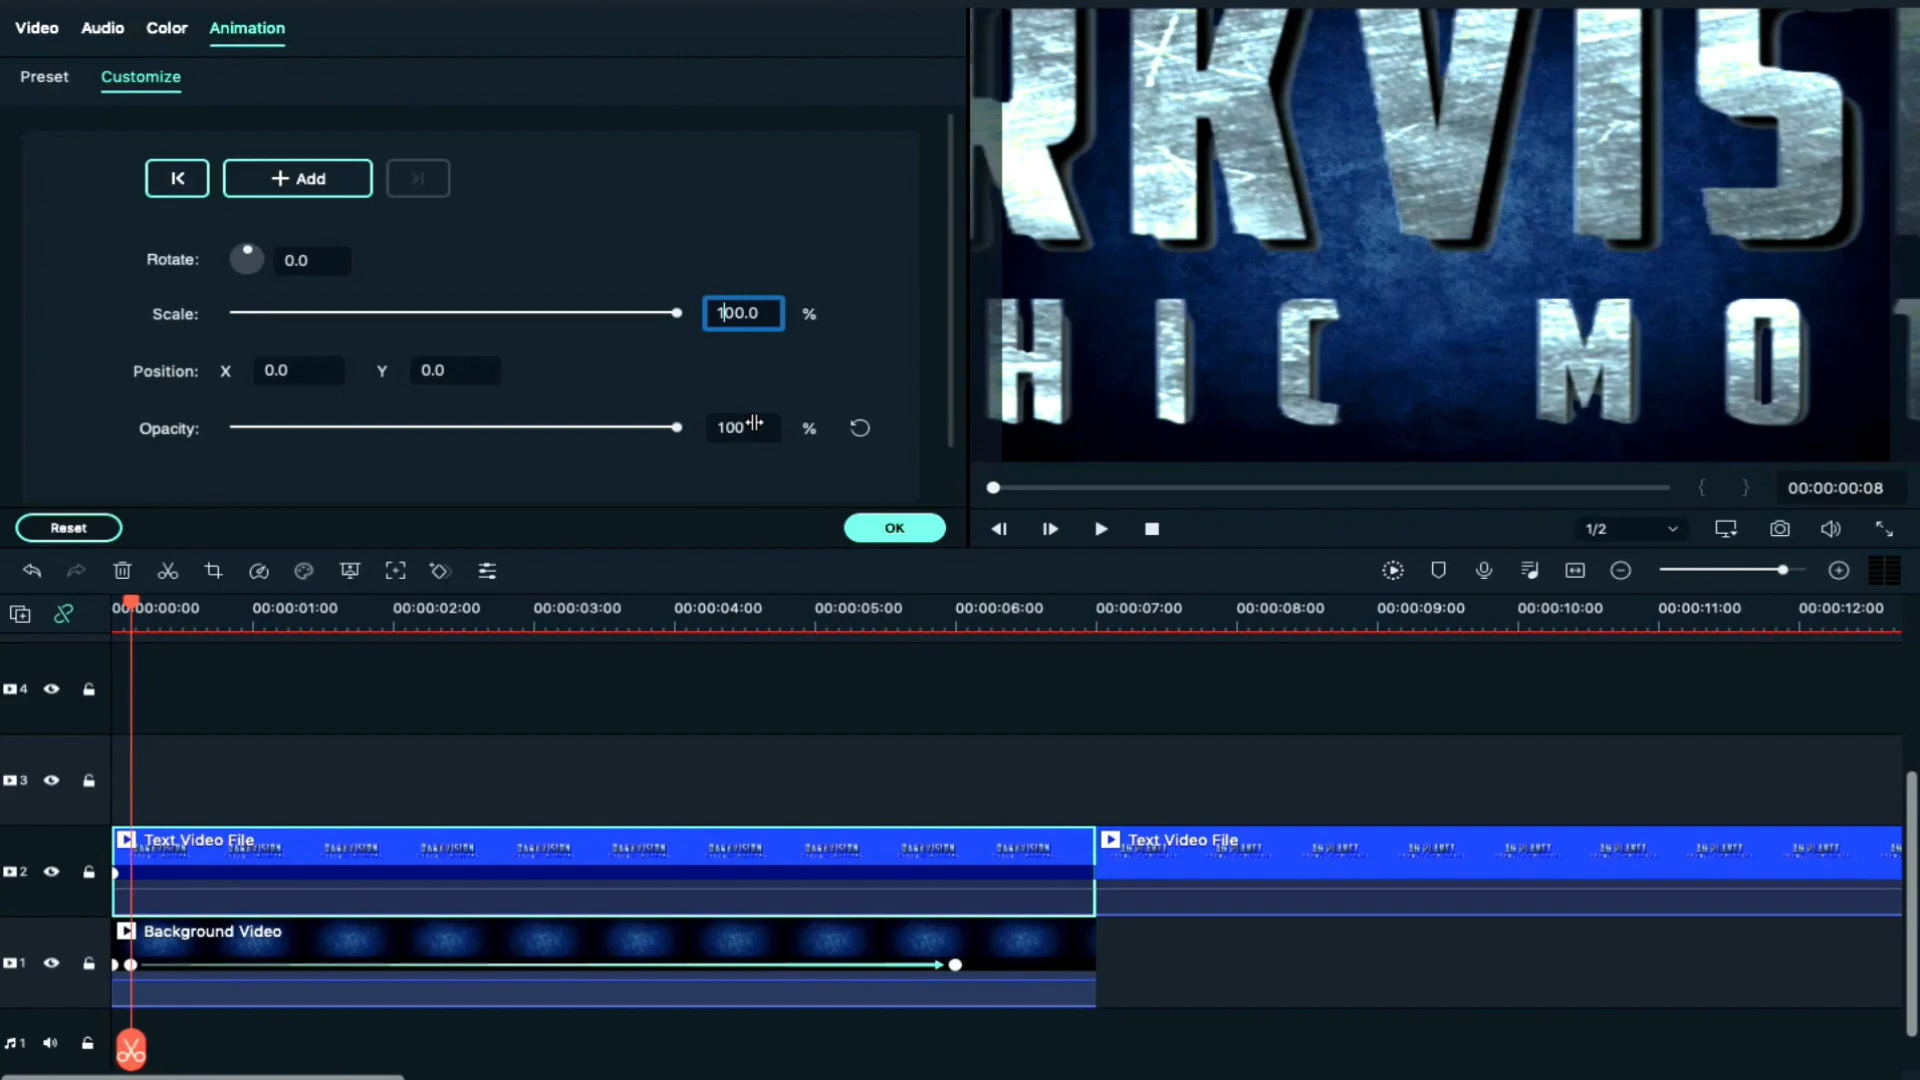 Video Audio Color Animation
Preset Customize
Add
Rotate: 0.0
Scale: 100.0 %
Position: X 0.0 Y 0.0
Opacity: 100 %
Reset OK
RKVIS
HIC MO
00:00:00:08
1/2
00:00:00:00 00:00:01:00 00:00:02:00 00:00:03:00 00:00:04:00 00:00:05:00 00:00:06:00 00:00:07:00 00:00:08:00 00:00:09:00 00:00:10:00 00:00:11:00 00:00:12:00
4
3
Text Video File Text Video File
2
Background Video
1
1